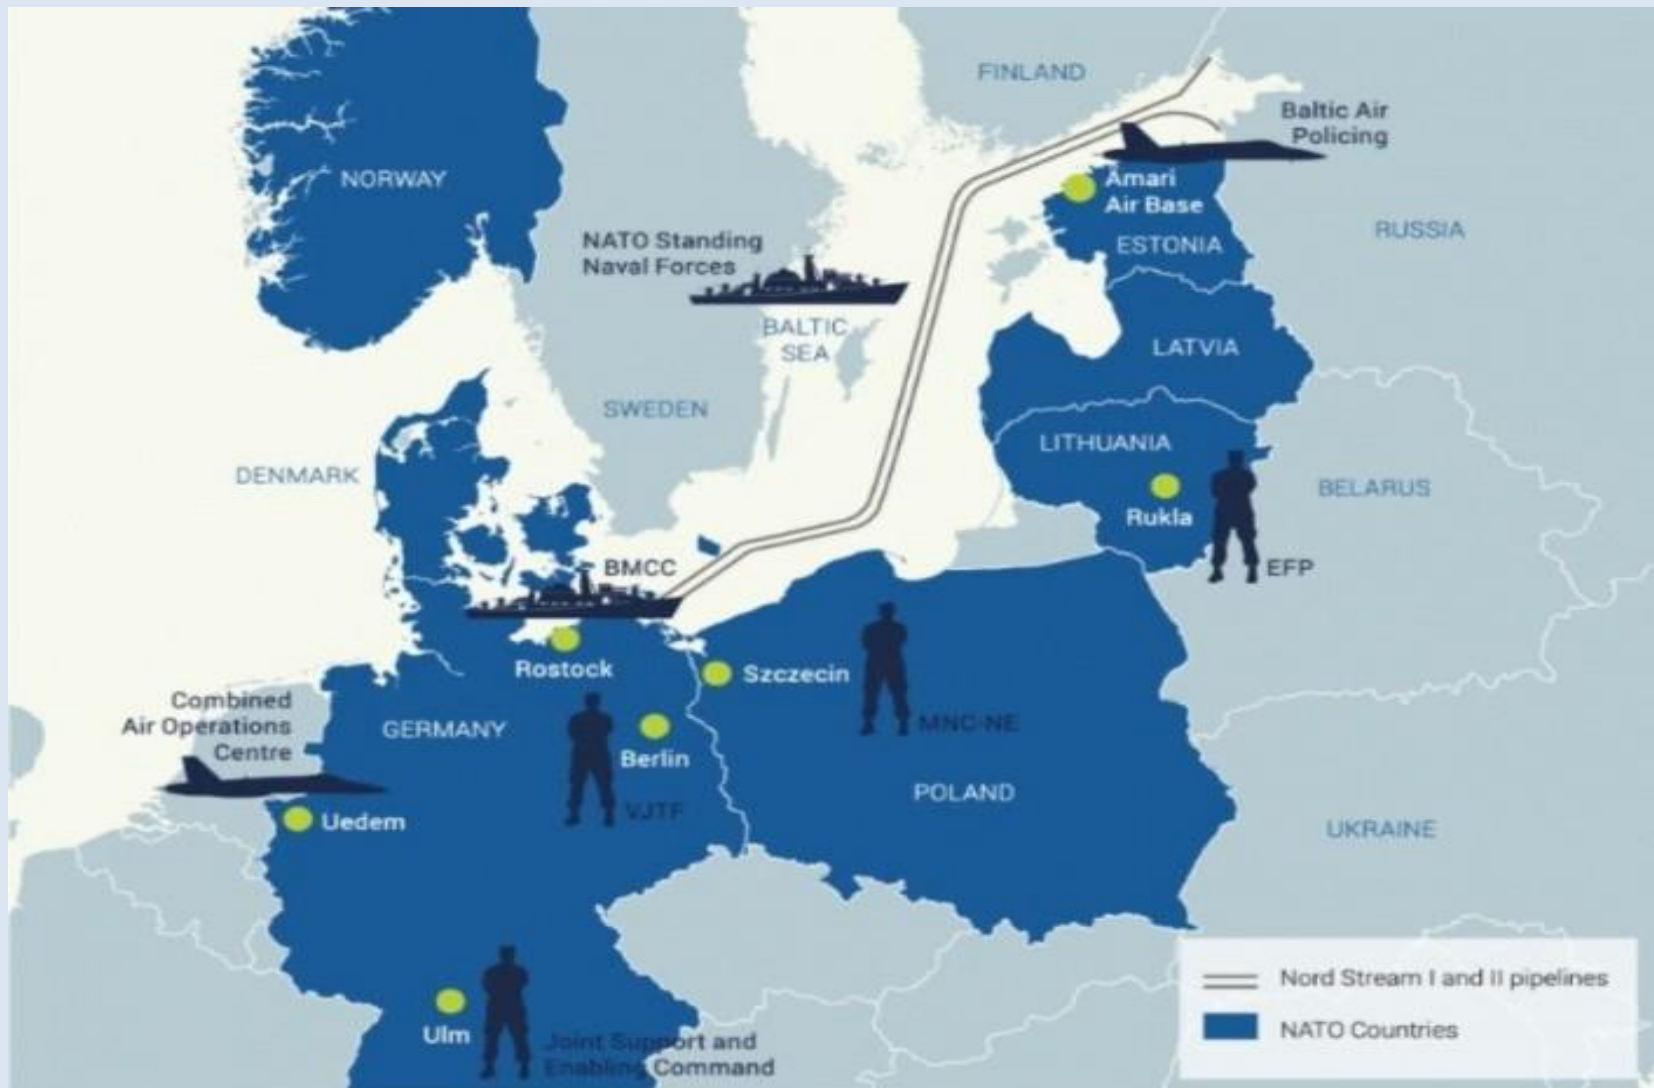 FINLAND
Baltic Air
Policing
NORWAY
Ämari
Air Base
RUSSIA
NATO Standing
Naval Forces
ESTONIA
BALTIC
SEA
LATVIA
SWEDEN
LITHUANIA
DENMARK
BELARUS
Rukla
BMCC
EFP
Rostock
Szczecin
Combined
Air Operations
Centre
GERMANY
MNC-NE
Berlin
POLAND
VJTF
Uedem
UKRAINE
Ulm
Joint Support and
Enabling Command
Nord Stream I and II pipelines
NATO Countries